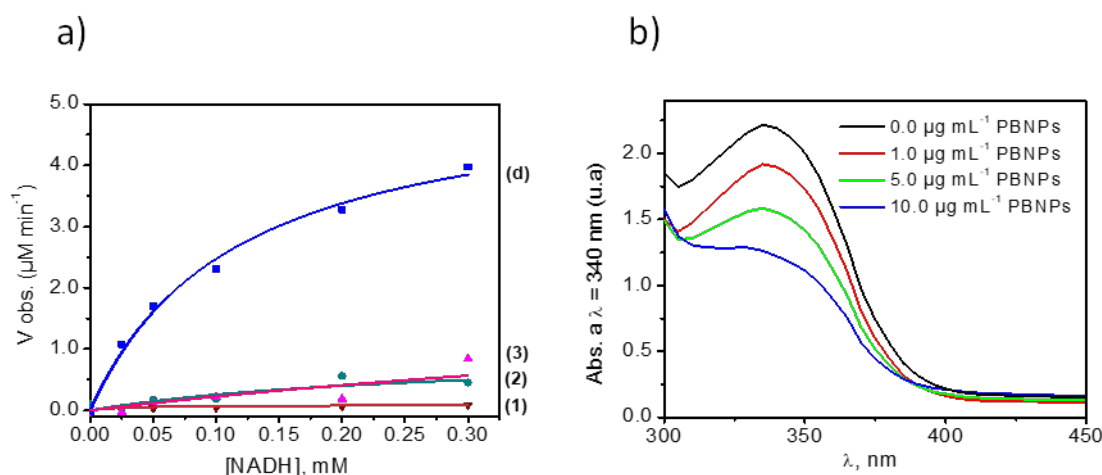 a)
b)
5.0
4.0
3.0
2.0
1.0
0.0
V obs. (µM min⁻¹)
(d)
(3)
(2)
(1)
0.00 0.05 0.10 0.15 0.20 0.25 0.30
[NADH], mM
Abs. a λ = 340 nm (u.a)
2.0
1.5
1.0
0.5
0.0
0.0 µg mL⁻¹ PBNPs
1.0 µg mL⁻¹ PBNPs
5.0 µg mL⁻¹ PBNPs
10.0 µg mL⁻¹ PBNPs
300 350 400 450
λ, nm